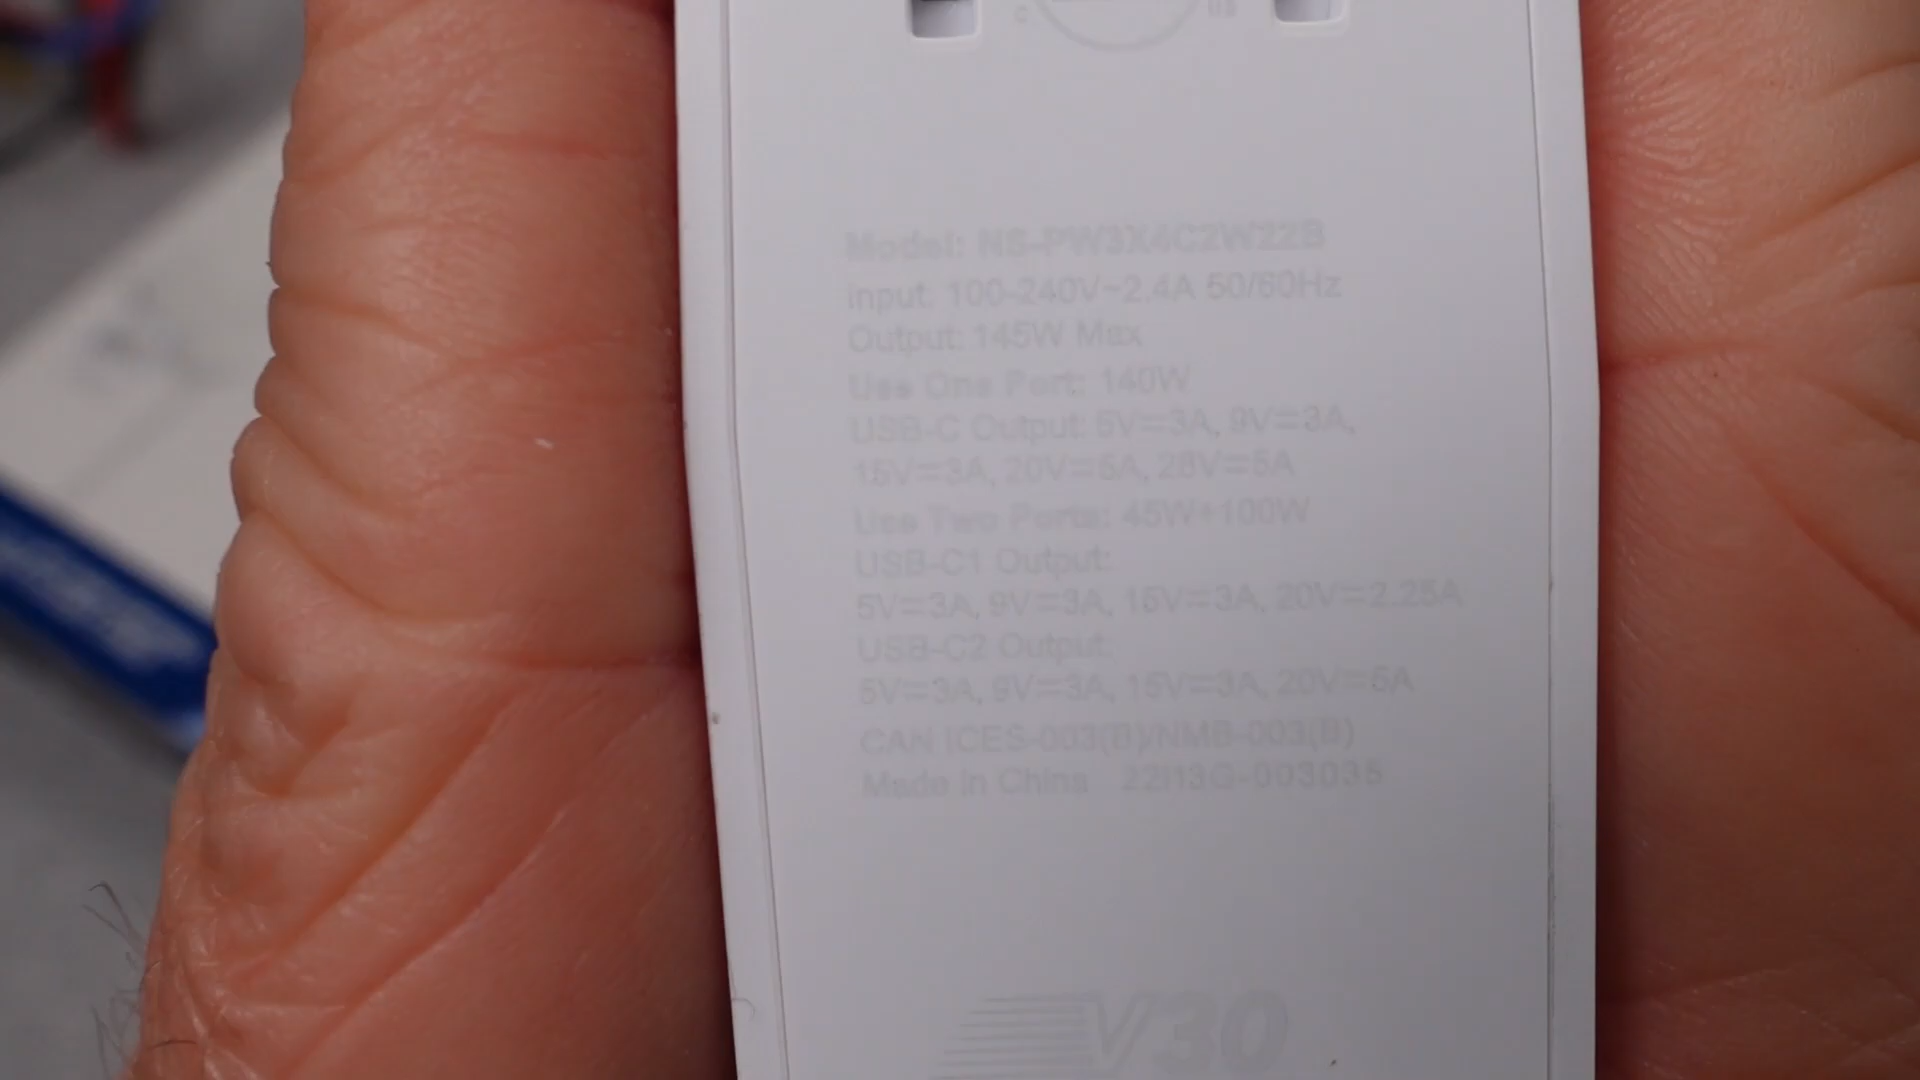 c us
Model: NS-PW3X4C2W22B
Input: 100-240V~2.4A 50/60Hz
Output: 145W Max
Use One Port: 140W
USB-C Output: 5V⎓3A, 9V⎓3A,
15V⎓3A, 20V⎓5A, 28V⎓5A
Use Two Ports: 45W+100W
USB-C1 Output:
5V⎓3A, 9V⎓3A, 15V⎓3A, 20V⎓2.25A
USB-C2 Output:
5V⎓3A, 9V⎓3A, 15V⎓3A, 20V⎓5A
CAN ICES-003(B)/NMB-003(B)
Made in China 22I13G-003035
V30